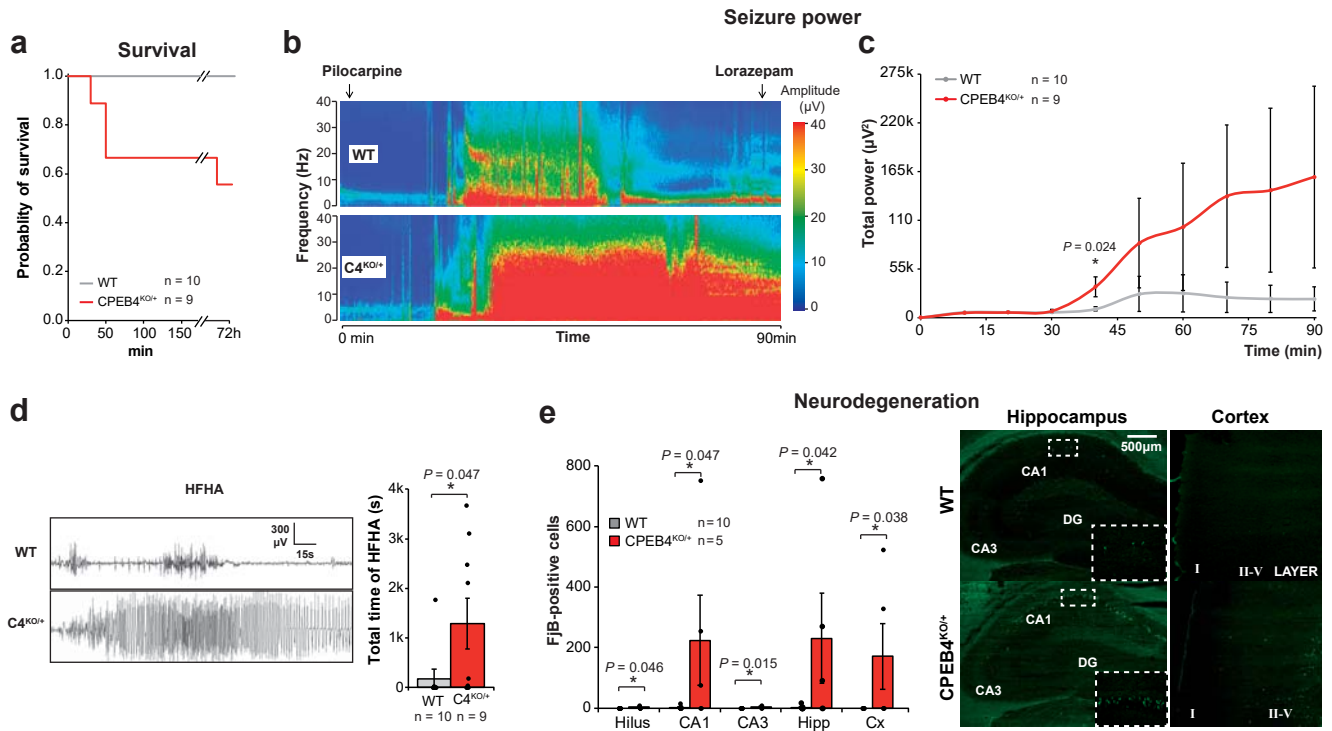 Seizure power
a
Survival
Probablity of survival
1.0
0.8
0.6
0.4
0.2
0.0
WT n = 10
CPEB4KO/+ n = 9
0 50 100 150 72h
min
b
Pilocarpine
Lorazepam
Frequency (Hz)
40
30
20
10
0
WT
40
30
20
10
0
C4KO/+
Amplitude
(µV)
40
30
20
10
0
0 min Time 90min
c
WT n = 10
CPEB4KO/+ n = 9
Total power (µV²)
275k
220k
165k
110
55k
0
P = 0.024
*
0 15 30 45 60 75 90
Time (min)
d
HFHA
WT
300
µV
15s
C4KO/+
Total time of HFHA (s)
4k
3k
2k
1k
0
P = 0.047
*
WT C4KO/+
n = 10 n = 9
Neurodegeneration
e
FjB-positive cells
800
600
400
200
0
WT n=10
CPEB4KO/+ n=5
P = 0.046
*
P = 0.047
*
P = 0.015
*
P = 0.042
*
P = 0.038
*
Hilus CA1 CA3 Hipp Cx
Hippocampus Cortex
500µm
WT
CA1
DG
CA3
I II-V LAYER
CPEB4KO/+
CA1
DG
CA3
I II-V